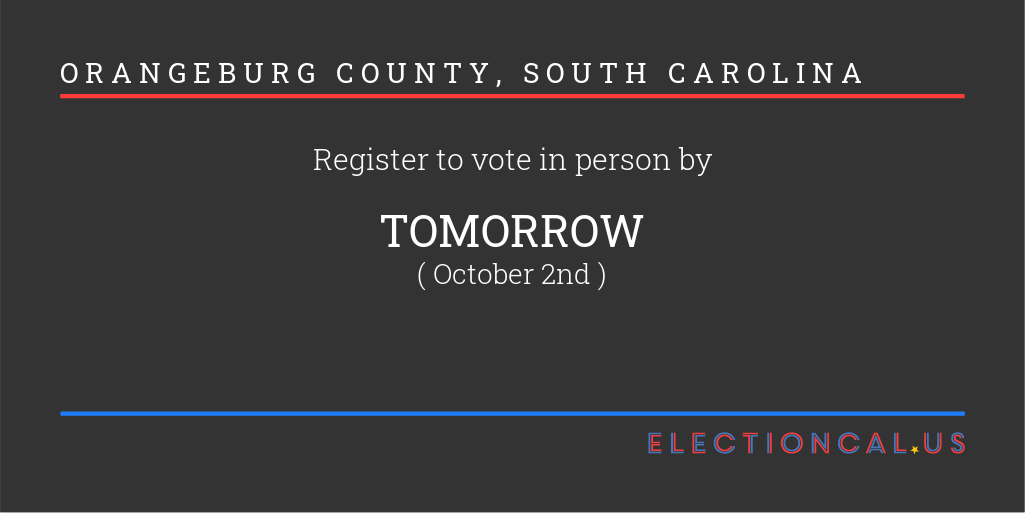 ORANGEBURG COUNTY, SOUTH CAROLINA
Register to vote in person by
TOMORROW
( October 2nd )
ELECTIONCAL.US